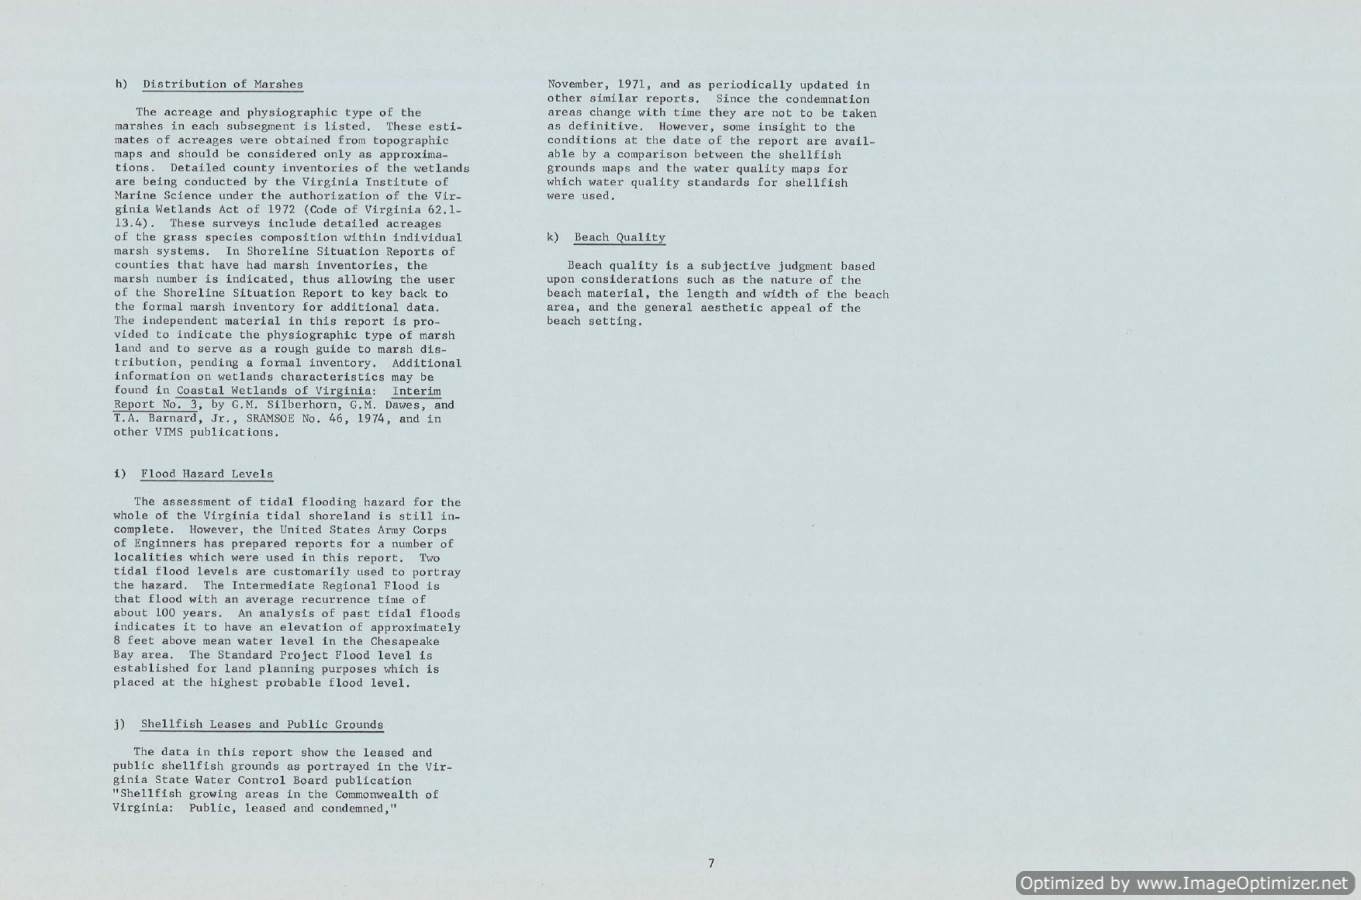 h) Distribution of Marshes
The acreage and physiographic type of the
marshes in each subsegment is listed. These esti-
mates of acreages were obtained from topographic
maps and should be considered only as approxima-
tions. Detailed county inventories of the wetlands
are being conducted by the Virginia Institute of
Marine Science under the authorization of the Vir-
ginia Wetlands Act of 1972 (Code of Virginia 62.1-
13.4). These surveys include detailed acreages
of the grass species composition within individual
marsh systems. In Shoreline Situation Reports of
counties that have had marsh inventories, the
marsh number is indicated, thus allowing the user
of the Shoreline Situation Report to key back to
the formal marsh inventory for additional data.
The independent material in this report is pro-
vided to indicate the physiographic type of marsh
land and to serve as a rough guide to marsh dis-
tribution, pending a formal inventory. Additional
information on wetlands characteristics may be
found in Coastal Wetlands of Virginia: Interim
Report No. 3, by G.M. Silberhorn, G.M. Dawes, and
T.A. Barnard, Jr., SRAMSOE No. 46, 1974, and in
other VIMS publications.
i) Flood Hazard Levels
The assessment of tidal flooding hazard for the
whole of the Virginia tidal shoreland is still in-
complete. However, the United States Army Corps
of Enginners has prepared reports for a number of
localities which were used in this report. Two
tidal flood levels are customarily used to portray
the hazard. The Intermediate Regional Flood is
that flood with an average recurrence time of
about 100 years. An analysis of past tidal floods
indicates it to have an elevation of approximately
8 feet above mean water level in the Chesapeake
Bay area. The Standard Project Flood level is
established for land planning purposes which is
placed at the highest probable flood level.
j) Shellfish Leases and Public Grounds
The data in this report show the leased and
public shellfish grounds as portrayed in the Vir-
ginia State Water Control Board publication
"Shellfish growing areas in the Commonwealth of
Virginia: Public, leased and condemned,"
November, 1971, and as periodically updated in
other similar reports. Since the condemnation
areas change with time they are not to be taken
as definitive. However, some insight to the
conditions at the date of the report are avail-
able by a comparison between the shellfish
grounds maps and the water quality maps for
which water quality standards for shellfish
were used.
k) Beach Quality
Beach quality is a subjective judgment based
upon considerations such as the nature of the
beach material, the length and width of the beach
area, and the general aesthetic appeal of the
beach setting.
7
Optimized by www.ImageOptimizer.net